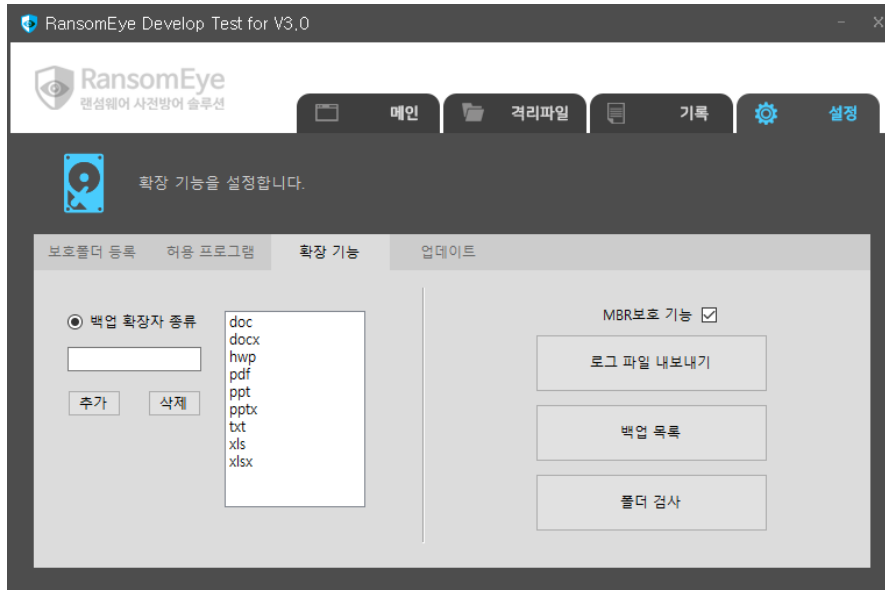 RansomEye Develop Test for V3.0
RansomEye
랜섬웨어 사전방어 솔루션
메인
격리파일
기록
설정
확장 기능을 설정합니다.
보호폴더 등록
허용 프로그램
확장 기능
업데이트
백업 확장자 종류
추가
삭제
doc
docx
hwp
pdf
ppt
pptx
txt
xls
xlsx
MBR보호 기능
로그 파일 내보내기
백업 목록
폴더 검사